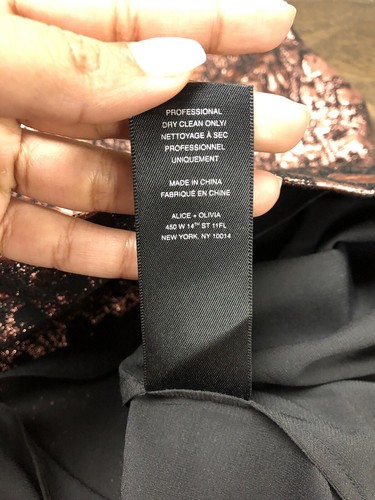 PROFESSIONAL
DRY CLEAN ONLY/
NETTOYAGE À SEC
PROFESSIONNEL
UNIQUEMENT
MADE IN CHINA
FABRIQUÉ EN CHINE
ALICE + OLIVIA
450 W 14TH ST 11FL
NEW YORK, NY 10014